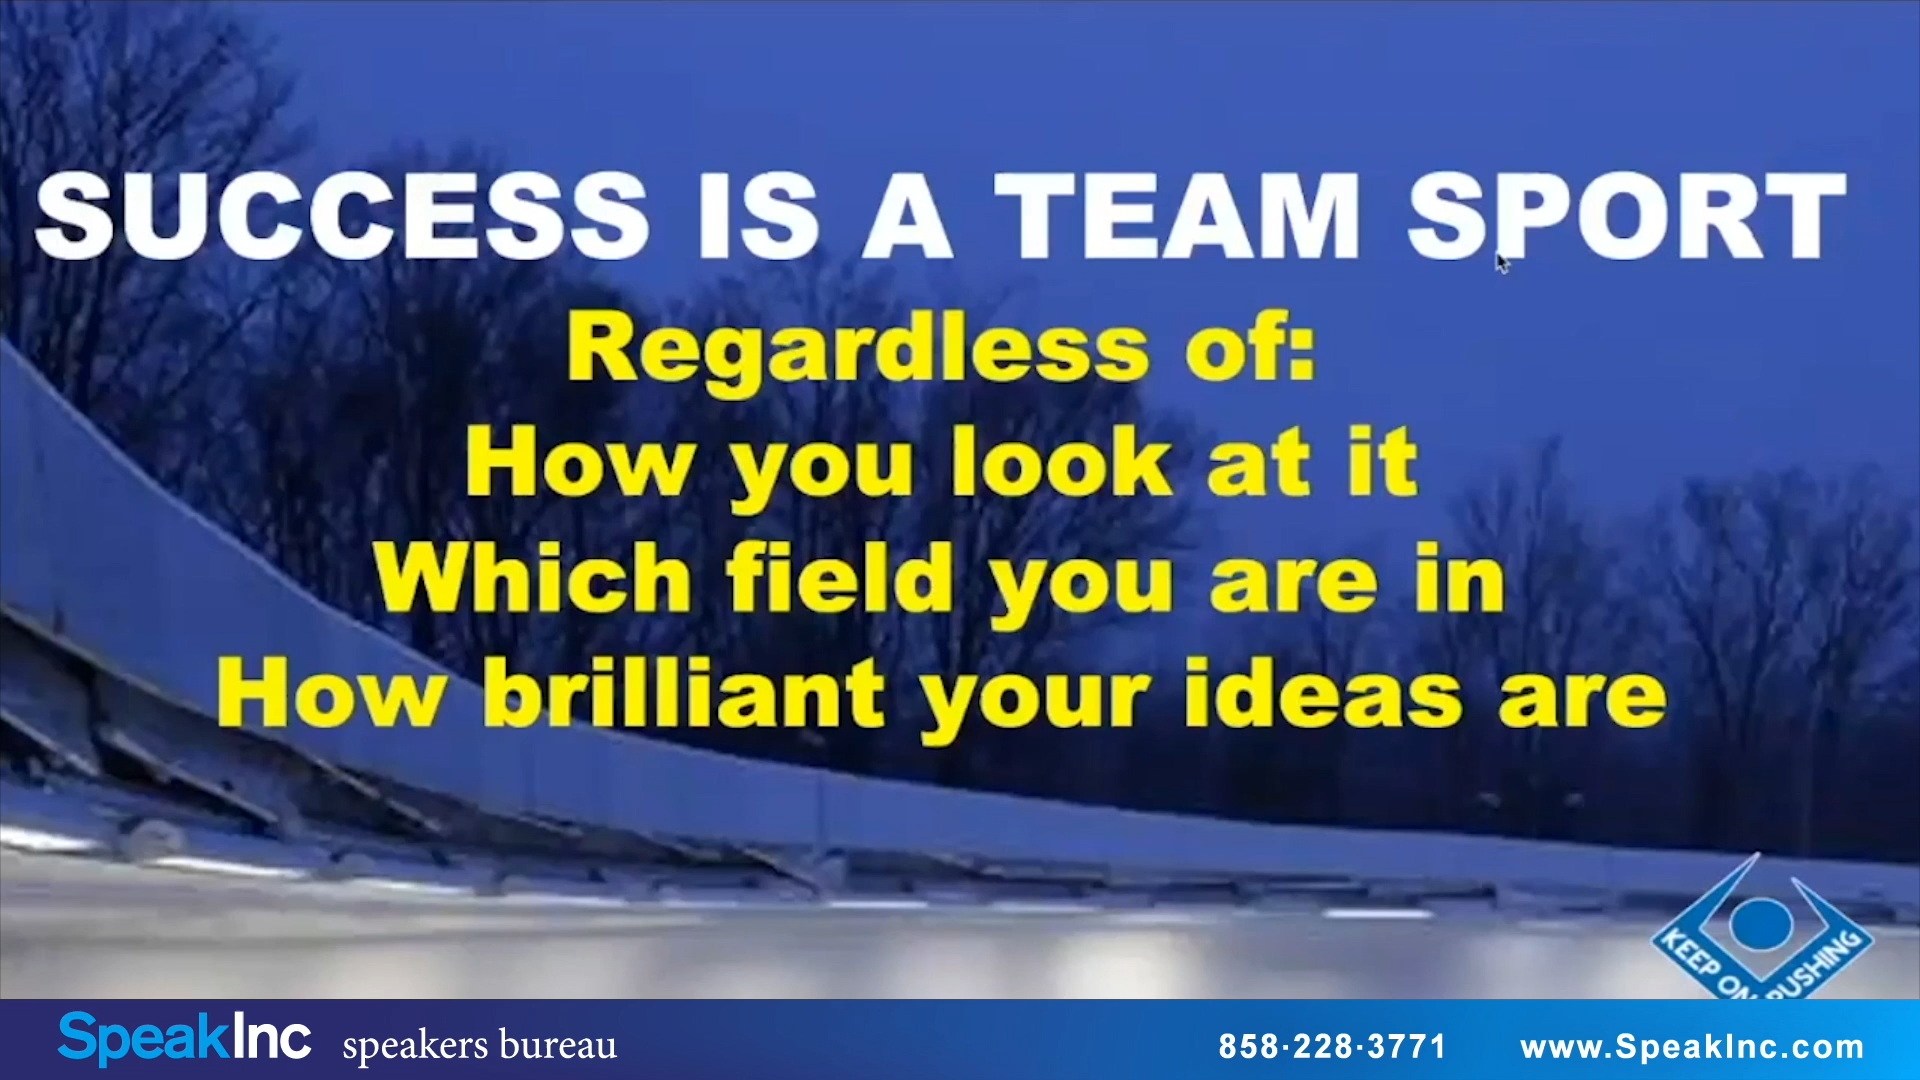 SUCCESS IS A TEAM SPORT
Regardless of:
How you look at it
Which field you are in
How brilliant your ideas are
KEEP ON PUSHING
SpeakInc speakers bureau
858·228·3771
www.SpeakInc.com